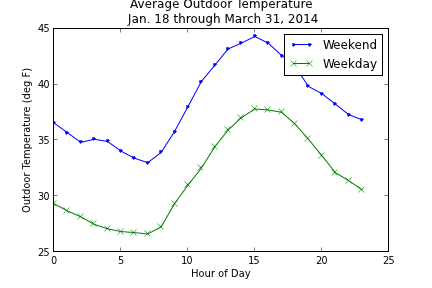 Average Outdoor Temperature
Jan. 18 through March 31, 2014
45
40
35
30
25
Outdoor Temperature (deg F)
Weekend
Weekday
0
5
10
15
20
25
Hour of Day